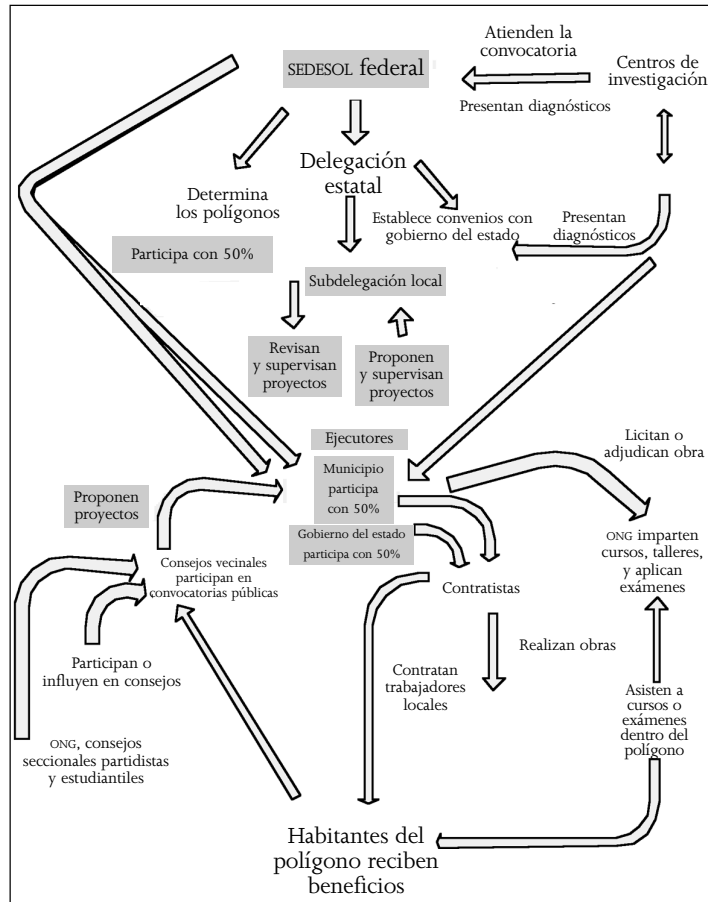 Atienden la
convocatoria
SEDESOL federal
Centros de
investigación
Presentan diagnósticos
Delegación
estatal
Determina
los polígonos
Establece convenios con
gobierno del estado
Presentan
diagnósticos
Participa con 50%
Subdelegación local
Revisan
y supervisan
proyectos
Proponen
y supervisan
proyectos
Ejecutores
Licitan o
adjudican obra
Municipio
participa
con 50%
Proponen
proyectos
Gobierno del estado
participa con 50%
ONG imparten
cursos, talleres,
y aplican
exámenes
Consejos vecinales
participan en
convocatorias públicas
Contratistas
Realizan obras
Participan o
influyen en consejos
Contratan
trabajadores
locales
Asisten a
cursos o
exámenes
dentro del
polígono
ONG, consejos
seccionales partidistas
y estudiantiles
Habitantes del
polígono reciben
beneficios